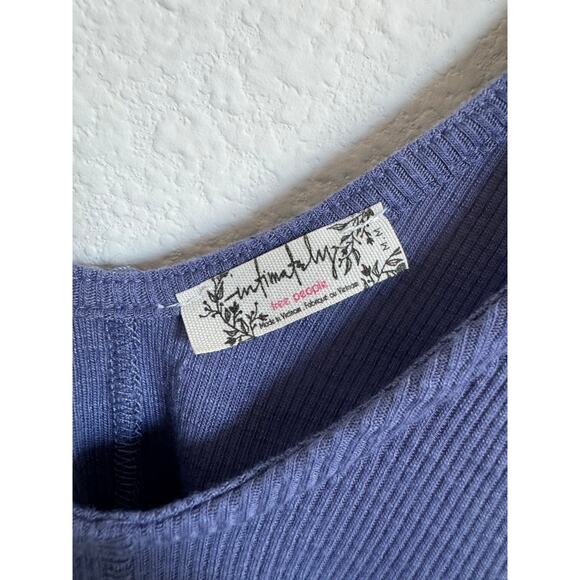 intimately
free people
Made in Vietnam . Fabriqué au Vietnam
M M